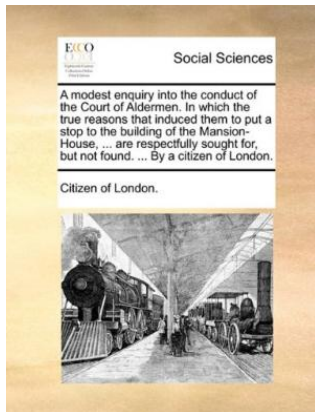 ECCO
Social Sciences
A modest enquiry into the conduct of
the Court of Aldermen. In which the
true reasons that induced them to put a
stop to the building of the Mansion-
House, ... are respectfully sought for,
but not found. ... By a citizen of London.
Citizen of London.